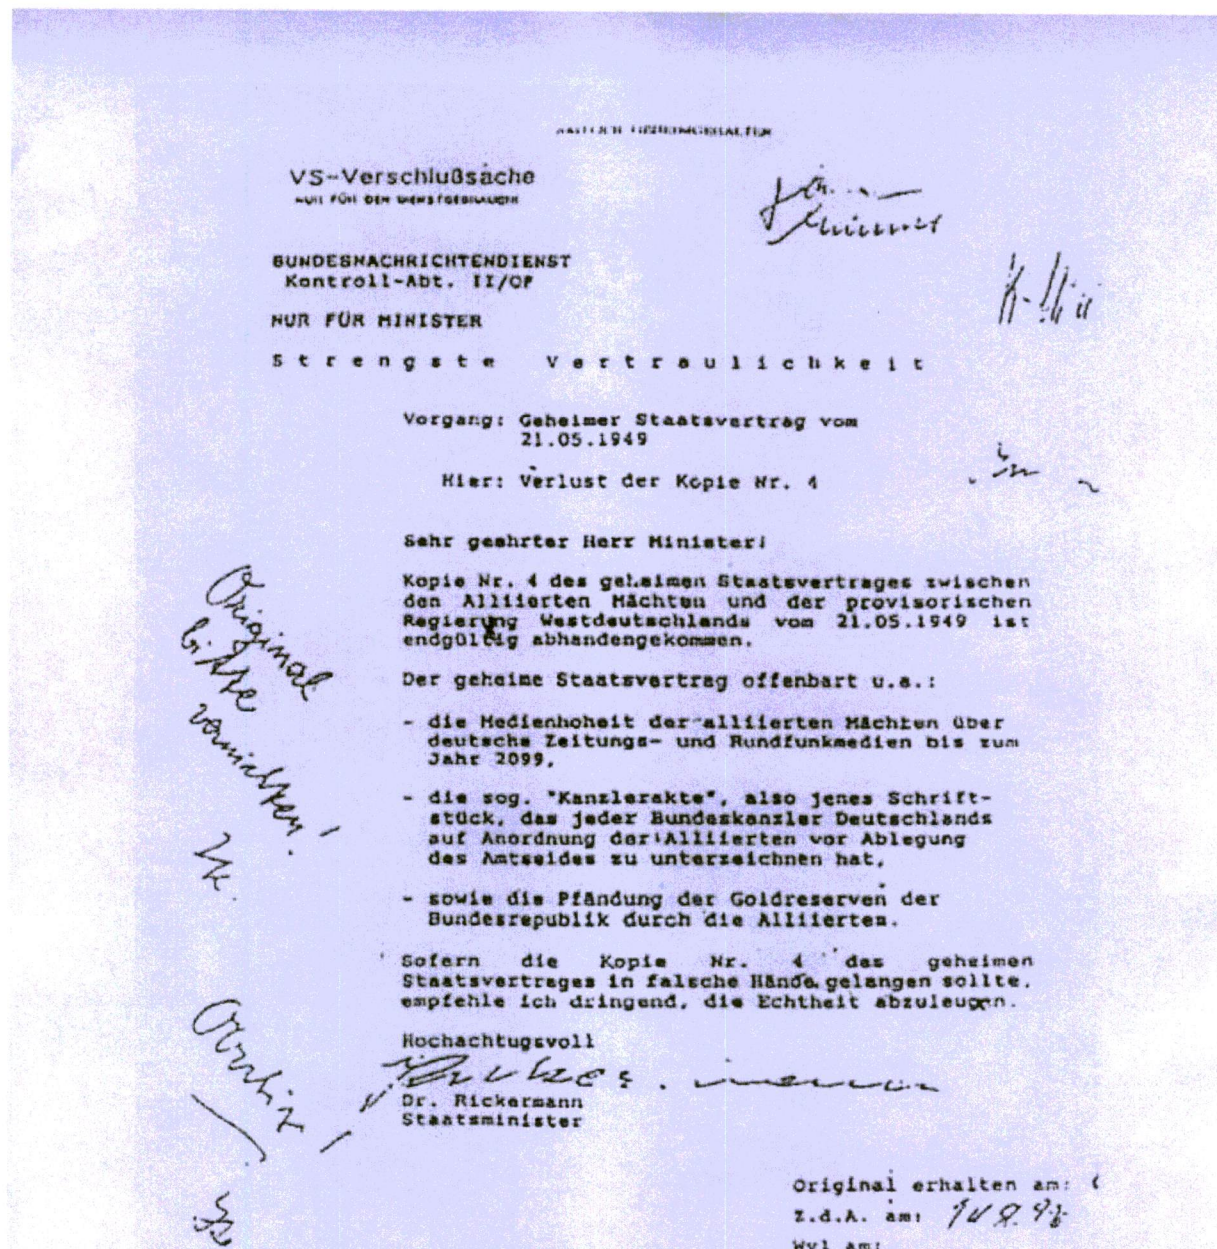 VS-Verschlußsache
NUR FÜR DEN DIENSTGEBRAUCH
BUNDESNACHRICHTENDIENST
Kontroll-Abt. II/OP
NUR FÜR MINISTER
Strengste Vertraulichkeit
Vorgang: Geheimer Staatsvertrag vom
21.05.1949
Hier: Verlust der Kopie Nr. 4
Sehr geehrter Herr Minister!
Kopie Nr. 4 des geheimen Staatsvertrages zwischen
den Alliierten Mächten und der provisorischen
Regierung Westdeutschlands vom 21.05.1949 ist
endgültig abhandengekommen.
Der geheime Staatsvertrag offenbart u.a.:
- die Medienhoheit der alliierten Mächten über
deutsche Zeitungs- und Rundfunkmedien bis zum
Jahr 2099,
- die sog. "Kanzlerakte", also jenes Schrift-
stück, das jeder Bundeskanzler Deutschlands
auf Anordnung der Alliierten vor Ablegung
des Amtseides zu unterzeichnen hat,
- sowie die Pfändung der Goldreserven der
Bundesrepublik durch die Alliierten.
Sofern die Kopie Nr. 4 des geheimen
Staatsvertrages in falsche Hände gelangen sollte,
empfehle ich dringend, die Echtheit abzuleugen.
Hochachtugsvoll
Dr. Rickermann
Staatsminister
Original
bitte
vernichten!
Original erhalten am:
Z.d.A. am:
Wvl am: